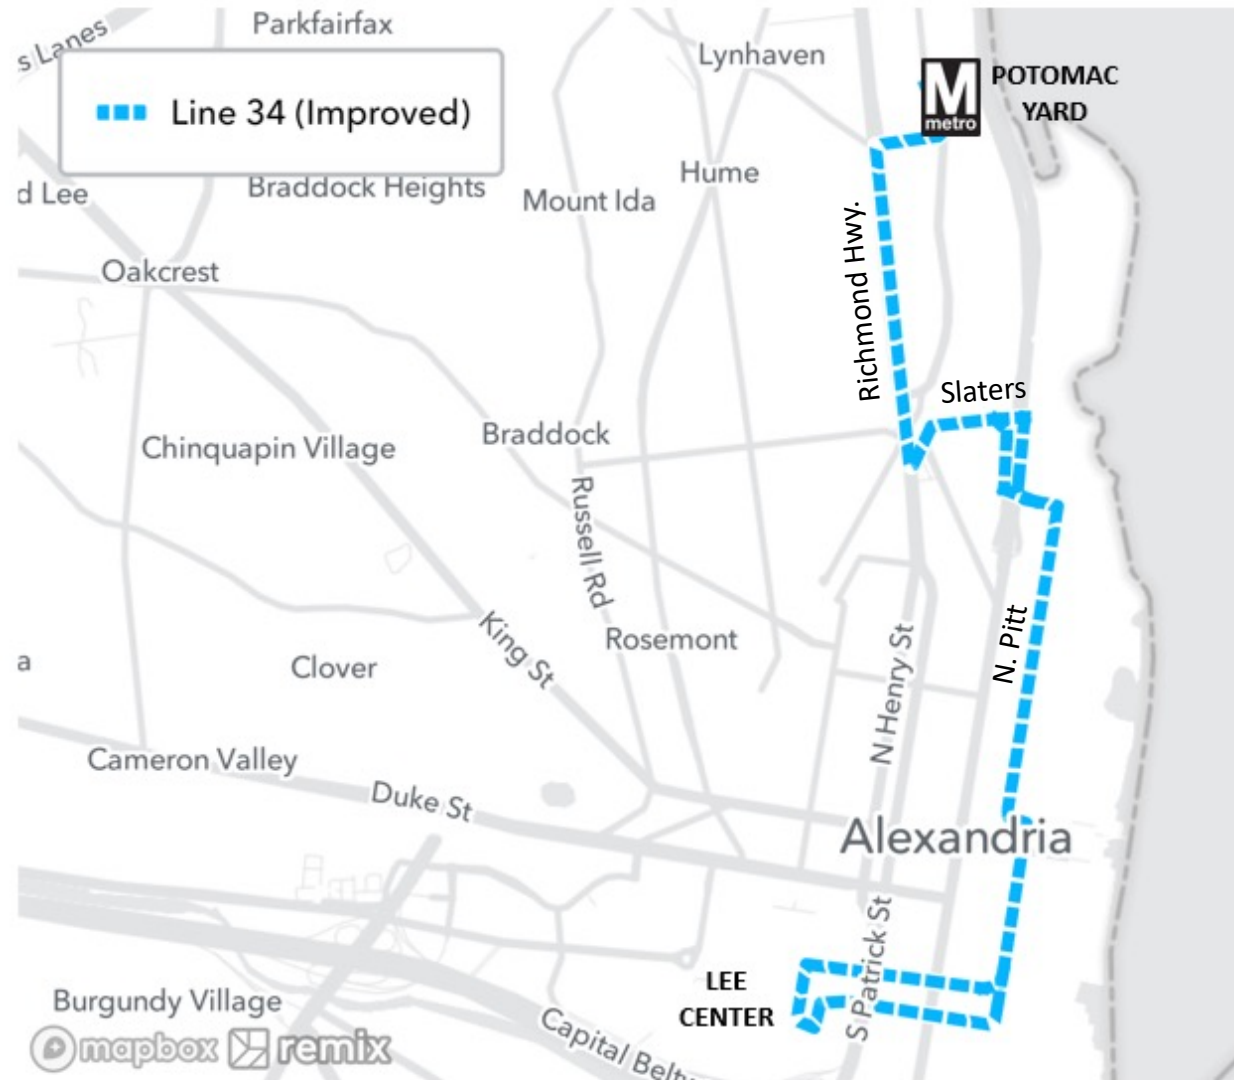 Parkfairfax
s Lanes
Lynhaven
Line 34 (Improved)
M
metro
POTOMAC
YARD
d Lee
Braddock Heights
Mount Ida
Hume
Oakcrest
Richmond Hwy.
Slaters
Chinquapin Village
Braddock
Russell Rd
King St
Rosemont
N. Pitt
N Henry St
a
Clover
Cameron Valley
Duke St
Alexandria
S Patrick St
LEE
CENTER
Burgundy Village
Capital Beltw
mapbox
remix